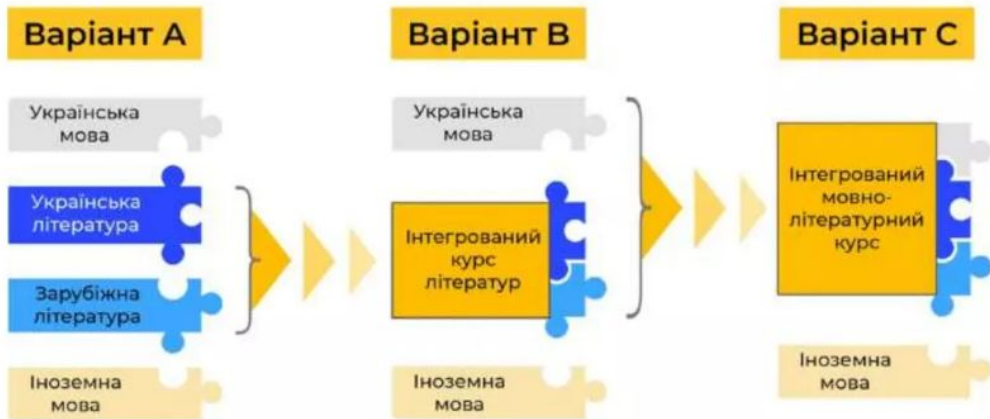 Варіант A
Українська
мова
Українська
література
Зарубіжна
література
Іноземна
мова
Варіант B
Українська
мова
Інтегрований
курс
літератур
Іноземна
мова
Варіант C
Інтегрований
мовно-
літературний
курс
Іноземна
мова